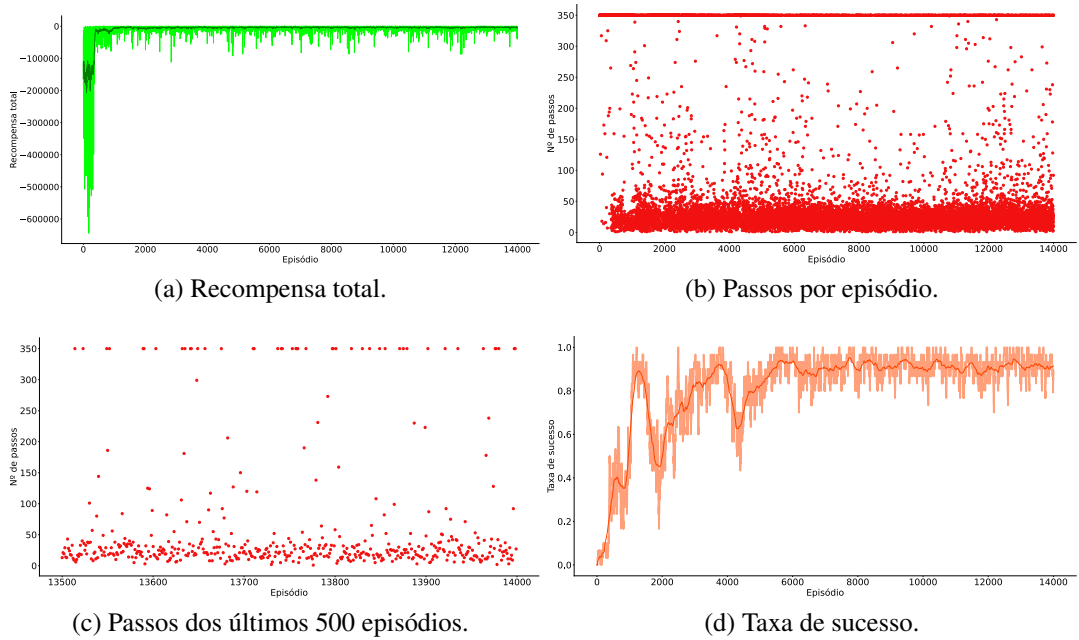 0
−100000
−200000
−300000
−400000
−500000
−600000
Recompensa total
0 2000 4000 6000 8000 10000 12000 14000
Episódio
(a) Recompensa total.
350
300
250
200
150
100
50
0
Nº de passos
0 2000 4000 6000 8000 10000 12000 14000
Episódio
(b) Passos por episódio.
350
300
250
200
150
100
50
0
Nº de passos
13500 13600 13700 13800 13900 14000
Episódio
(c) Passos dos últimos 500 episódios.
1.0
0.8
0.6
0.4
0.2
0.0
Taxa de sucesso
0 2000 4000 6000 8000 10000 12000 14000
Episódio
(d) Taxa de sucesso.